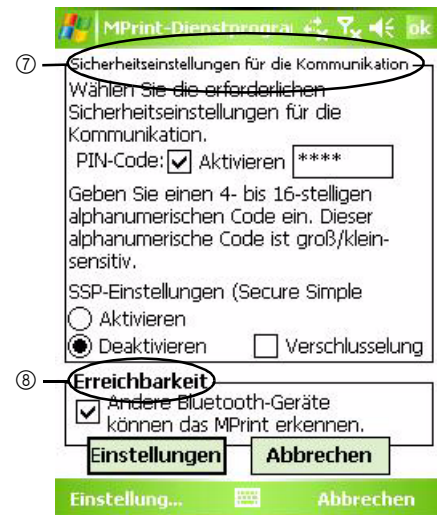 MPrint-Dienstprogra ok
⑦ Sicherheitseinstellungen für die Kommunikation
Wählen Sie die erforderlichen
Sicherheitseinstellungen für die
Kommunikation.
PIN-Code: Aktivieren ****
Geben Sie einen 4- bis 16-stelligen
alphanumerischen Code ein. Dieser
alphanumerische Code ist groß/klein-
sensitiv.
SSP-Einstellungen (Secure Simple
Aktivieren
Deaktivieren Verschlusselung
⑧ Erreichbarkeit
Andere Bluetooth-Geräte
können das MPrint erkennen.
Einstellungen Abbrechen
Einstellung... Abbrechen